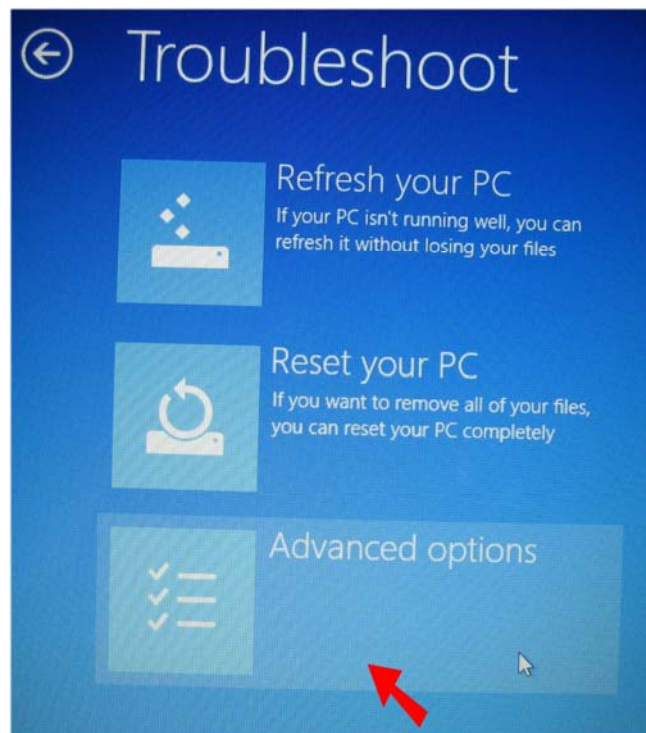 Troubleshoot
Refresh your PC
If your PC isn't running well, you can
refresh it without losing your files
Reset your PC
If you want to remove all of your files,
you can reset your PC completely
Advanced options